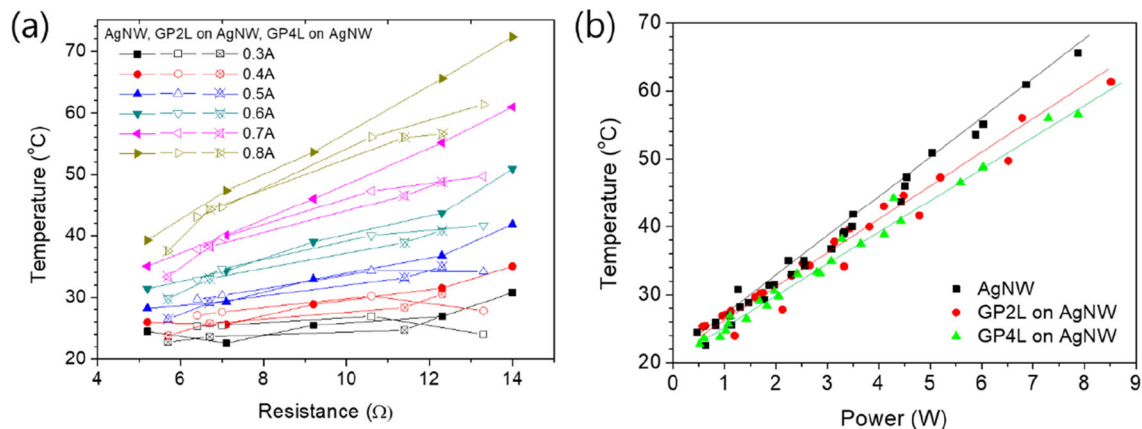 (a)
AgNW, GP2L on AgNW, GP4L on AgNW
0.3A
0.4A
0.5A
0.6A
0.7A
0.8A
70
60
50
40
30
20
Temperature (°C)
4 6 8 10 12 14
Resistance (Ω)
(b)
70
60
50
40
30
20
Temperature (°C)
AgNW
GP2L on AgNW
GP4L on AgNW
0 1 2 3 4 5 6 7 8 9
Power (W)